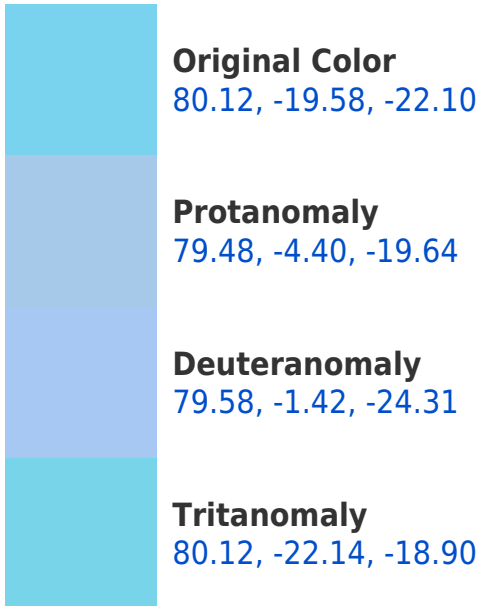 Original Color
80.12, -19.58, -22.10
Protanomaly
79.48, -4.40, -19.64
Deuteranomaly
79.58, -1.42, -24.31
Tritanomaly
80.12, -22.14, -18.90